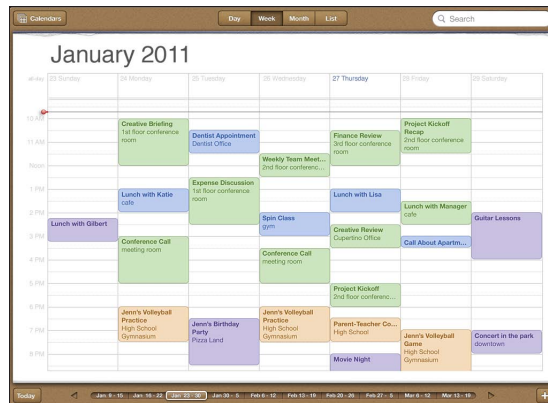 Calendars
Day
Week
Month
List
Search
January 2011
all-day
23 Sunday
24 Monday
25 Tuesday
26 Wednesday
27 Thursday
28 Friday
29 Saturday
10 AM
11 AM
Noon
1 PM
2 PM
3 PM
4 PM
5 PM
6 PM
7 PM
8 PM
Lunch with Gilbert
Creative Briefing
1st floor conference
room
Lunch with Katie
cafe
Conference Call
meeting room
Jenn's Volleyball
Practice
High School
Gymnasium
Dentist Appointment
Dentist Office
Expense Discussion
1st floor conference
room
Jenn's Birthday
Party
Pizza Land
Weekly Team Meet...
2nd floor conferenc...
Spin Class
gym
Conference Call
meeting room
Jenn's Volleyball
Practice
High School
Gymnasium
Finance Review
3rd floor conference
room
Lunch with Lisa
Creative Review
Cupertino Office
Project Kickoff
2nd floor conferenc...
Parent-Teacher Co...
High School
Movie Night
Project Kickoff
Recap
2nd floor conference
room
Lunch with Manager
cafe
Call About Apartm...
Jenn's Volleyball
Game
High School
Gymnasium
Guitar Lessons
Concert in the park
downtown
Today
Jan 9 - 15
Jan 16 - 22
Jan 23 - 30
Jan 30 - 5
Feb 6 - 12
Feb 13 - 19
Feb 20 - 26
Feb 27 - 5
Mar 6 - 12
Mar 13 - 19